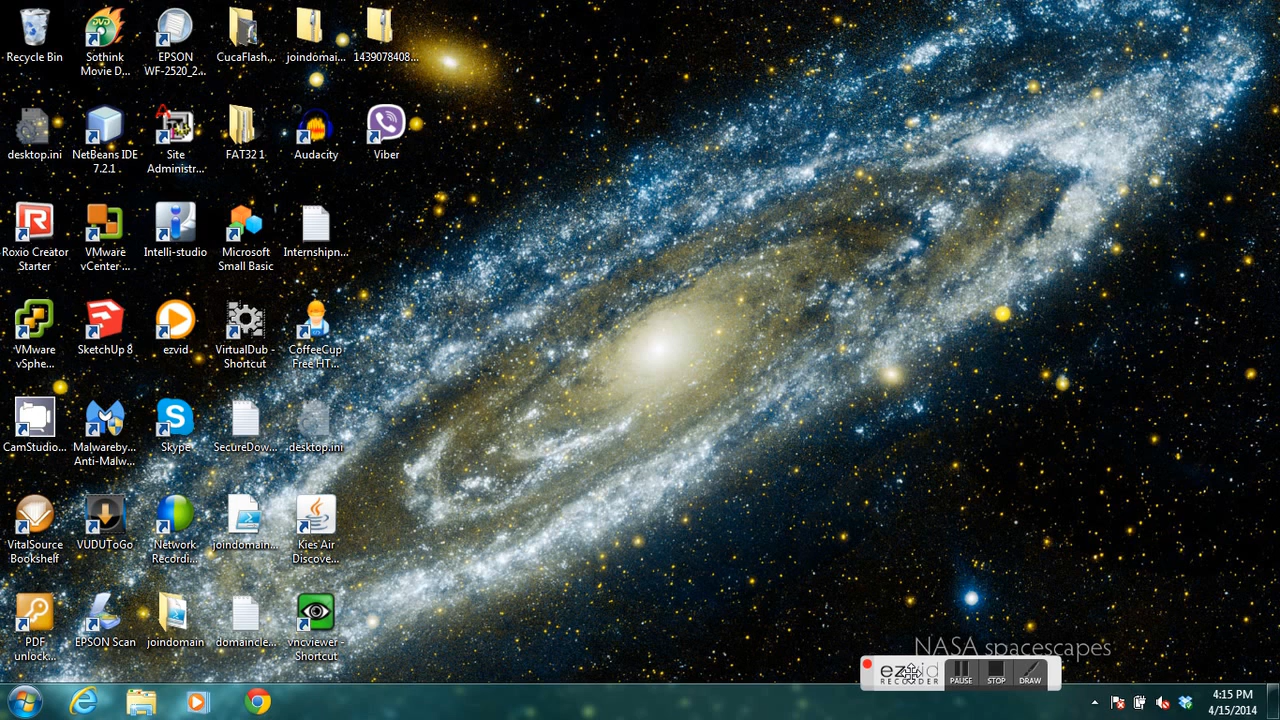 Recycle Bin
Sothink
Movie D...
EPSON
WF-2520_2...
CucaFlash...
joindomai...
1439078408...
desktop.ini
NetBeans IDE
7.2.1
Site
Administr...
FAT32 1
Audacity
Viber
Roxio Creator
Starter
VMware
vCenter ...
Intelli-studio
Microsoft
Small Basic
Internshipn...
VMware
vSphe...
SketchUp 8
ezvid
VirtualDub -
Shortcut
CoffeeCup
Free HT...
CamStudio...
Malwareby...
Anti-Malw...
Skype
SecureDow...
desktop.ini
VitalSource
Bookshelf
VUDUToGo
Network
Recordi...
joindomain...
Kies Air
Discove...
PDF
unlock...
EPSON Scan
joindomain
domaincle...
vncviewer -
Shortcut
NASA spacescapes
ezvid
RECORDER
PAUSE
STOP
DRAW
4:15 PM
4/15/2014